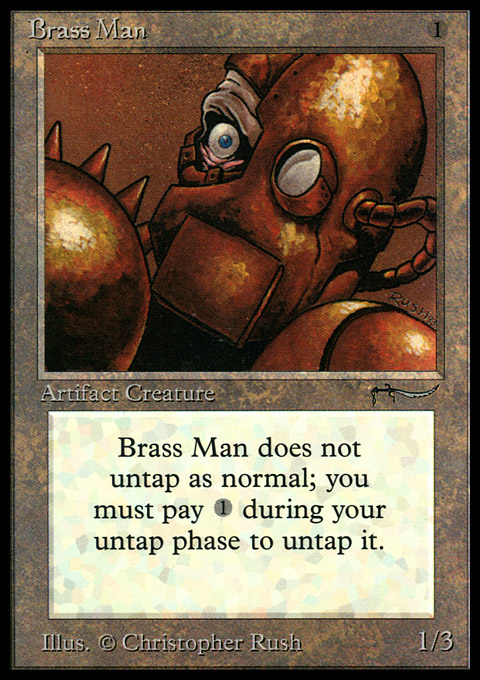 Brass Man 1
RUSH
Artifact Creature
Brass Man does not
untap as normal; you
must pay 1 during your
untap phase to untap it.
Illus. © Christopher Rush 1/3